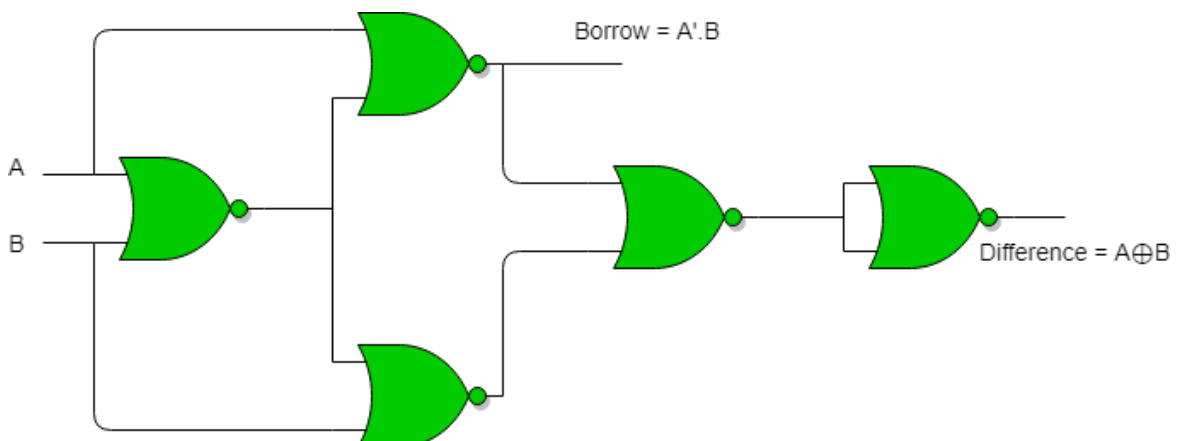 Borrow = A'.B
A
B
Difference = A⊕B